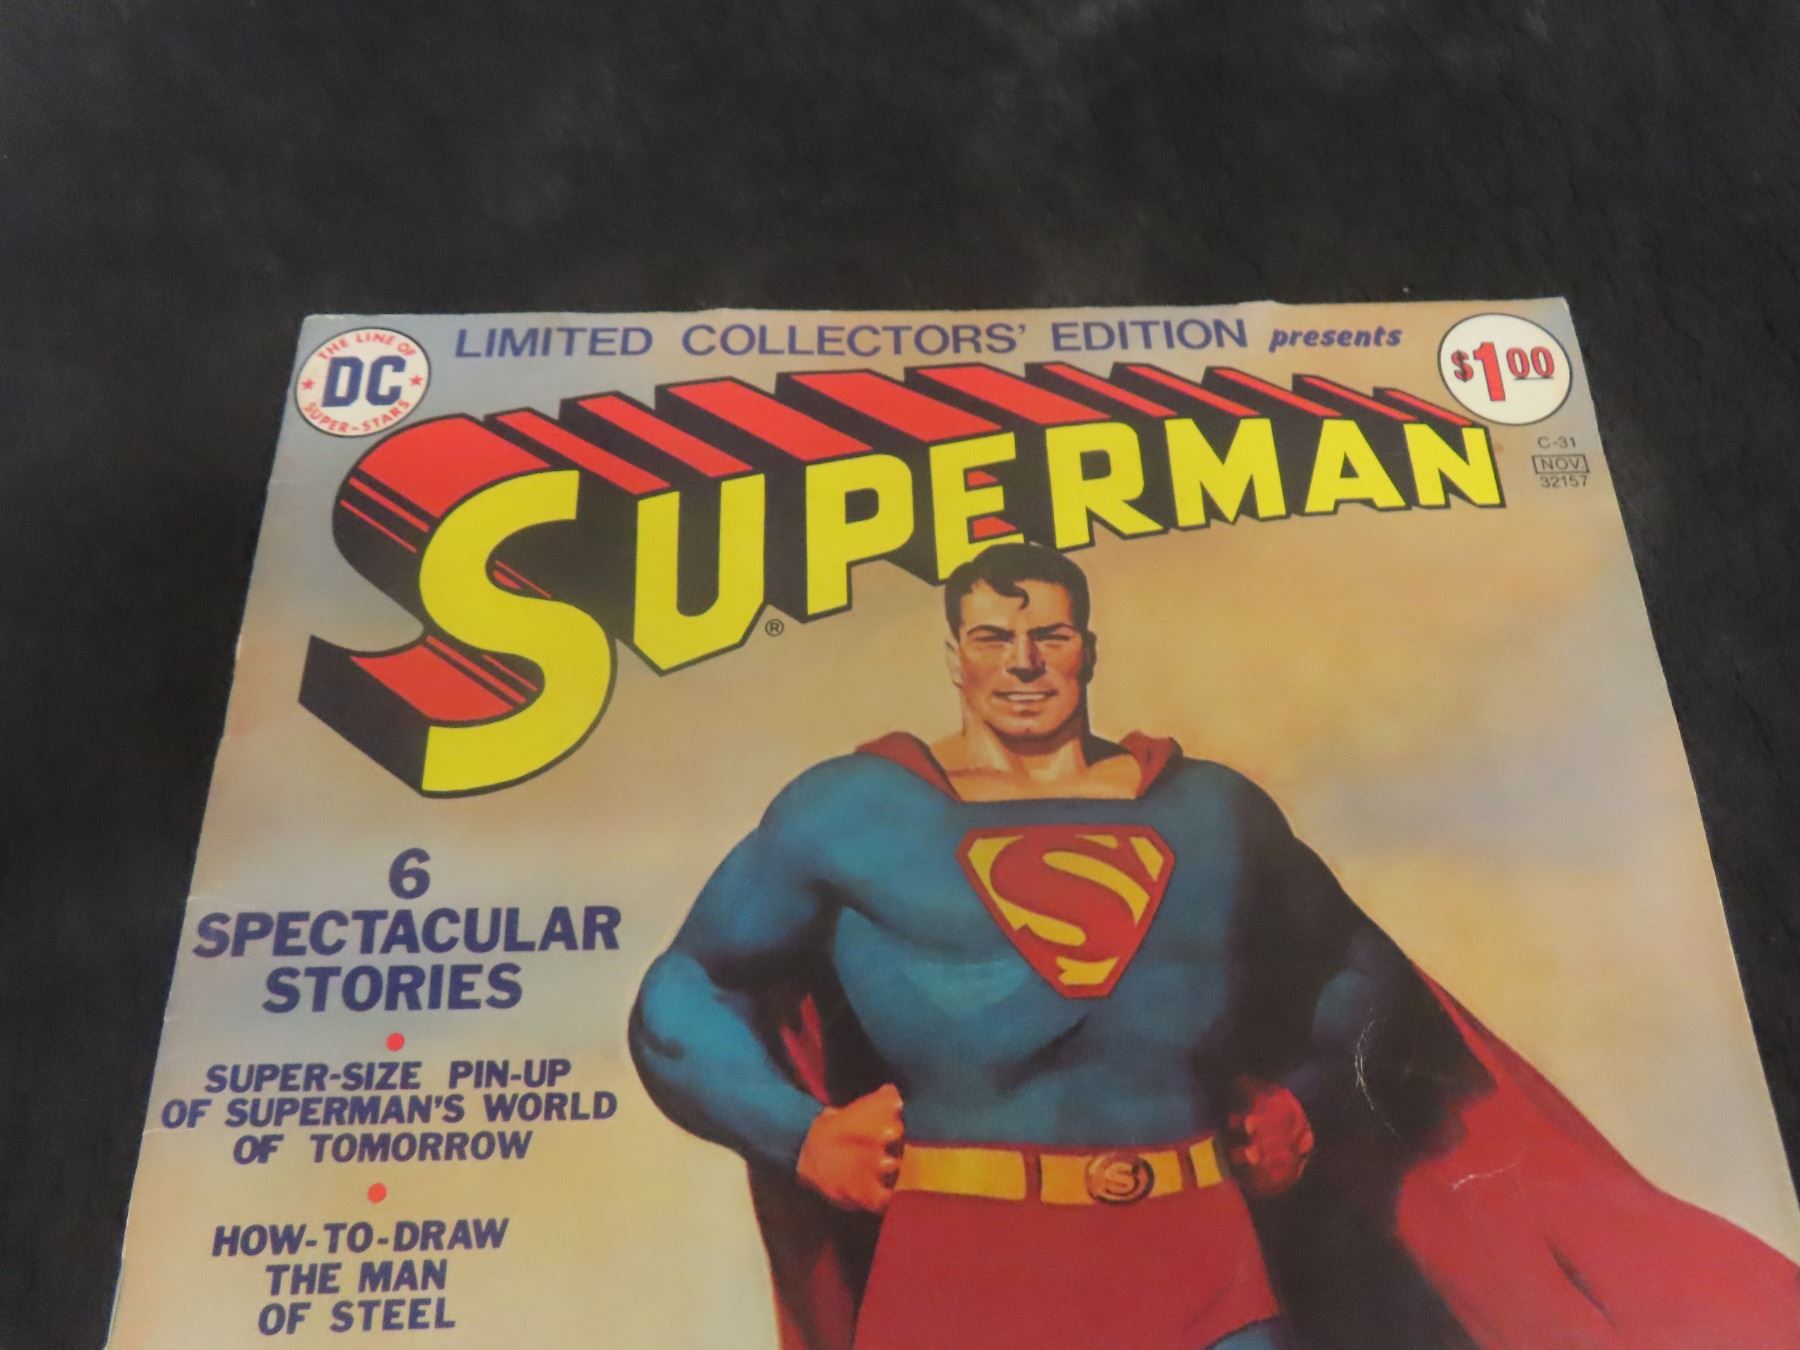 THE LINE OF
DC
SUPER-STARS
LIMITED COLLECTORS' EDITION presents
$1.00
SUPERMAN
®
C-31
NOV.
32157
S
6
SPECTACULAR
STORIES
SUPER-SIZE PIN-UP
OF SUPERMAN'S WORLD
OF TOMORROW
S
HOW-TO-DRAW
THE MAN
OF STEEL